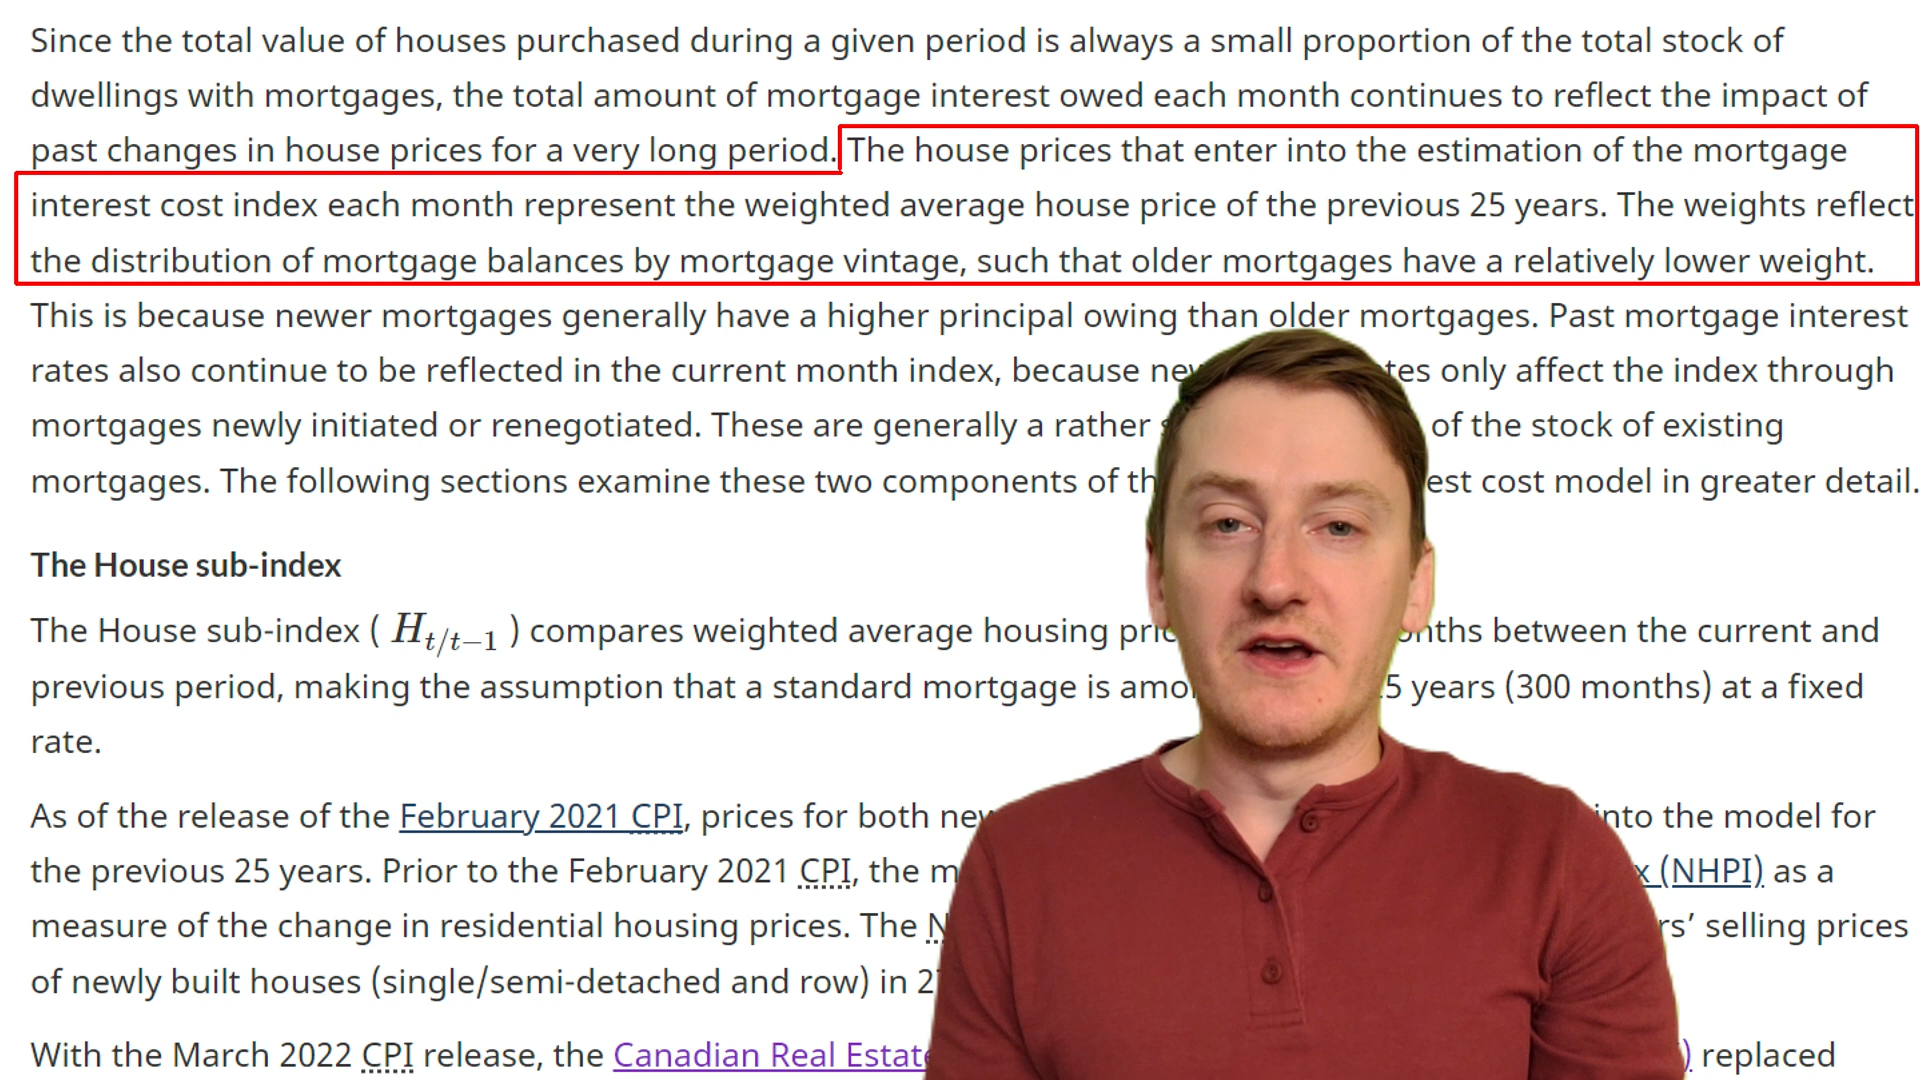 Since the total value of houses purchased during a given period is always a small proportion of the total stock of
dwellings with mortgages, the total amount of mortgage interest owed each month continues to reflect the impact of
past changes in house prices for a very long period. The house prices that enter into the estimation of the mortgage
interest cost index each month represent the weighted average house price of the previous 25 years. The weights reflect
the distribution of mortgage balances by mortgage vintage, such that older mortgages have a relatively lower weight.
This is because newer mortgages generally have a higher principal owing than older mortgages. Past mortgage interest
rates also continue to be reflected in the current month index, because only affect the index through
mortgages newly initiated or renegotiated. These are generally a rather of the stock of existing
mortgages. The following sections examine these two components of cost model in greater detail.
The House sub-index
The House sub-index ( H t/t−1 ) compares weighted average housing between the current and
previous period, making the assumption that a standard mortgage is years (300 months) at a fixed
rate.
As of the release of the February 2021 CPI, prices for both into the model for
the previous 25 years. Prior to the February 2021 CPI, the (NHPI) as a
measure of the change in residential housing prices. The selling prices
of newly built houses (single/semi-detached and row) in
With the March 2022 CPI release, the Canadian Real replaced